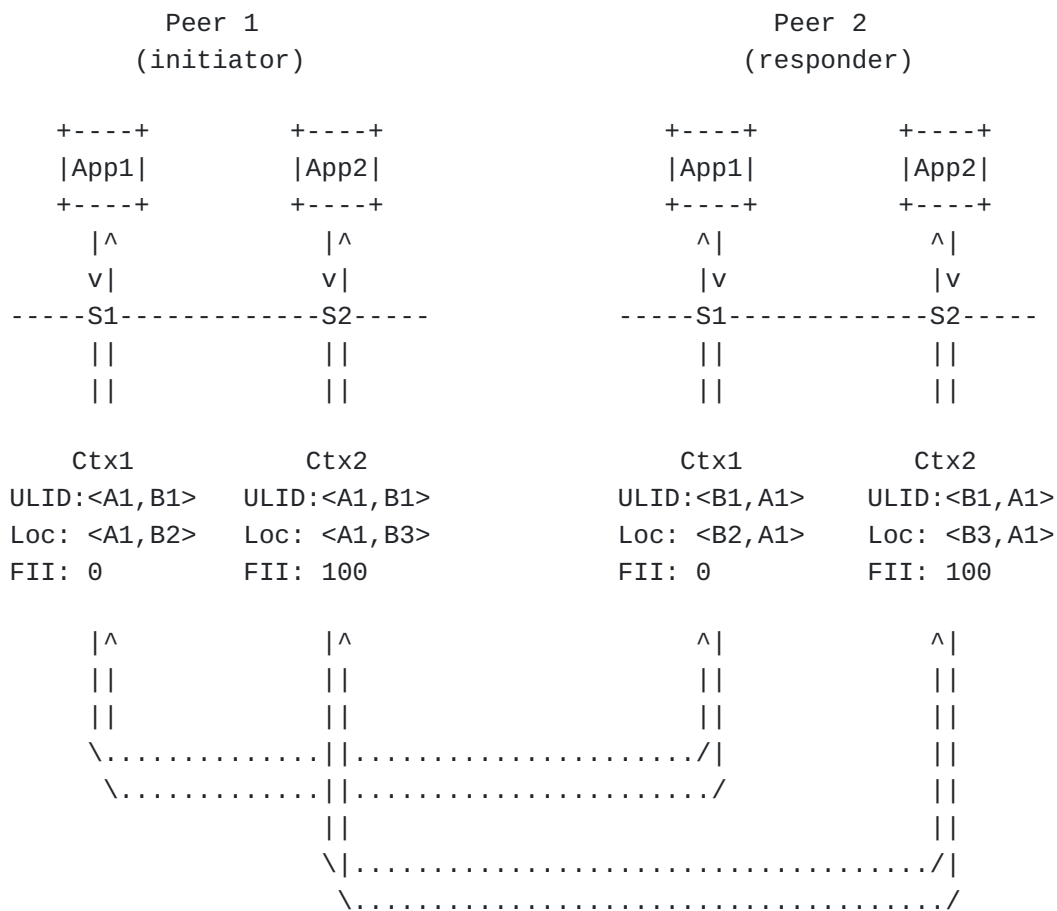 Peer 1                                 Peer 2
          (initiator)                            (responder)

    +----+         +----+                  +----+         +----+
    |App1|         |App2|                  |App1|         |App2|
    +----+         +----+                  +----+         +----+
      |^             |^                      ^|             ^|
      v|             v|                      |v             |v
 -----S1-------------S2-----            -----S1-------------S2-----
      ||             ||                      ||             ||
      ||             ||                      ||             ||

     Ctx1           Ctx2                    Ctx1           Ctx2
 ULID:<A1,B1>   ULID:<A1,B1>            ULID:<B1,A1>    ULID:<B1,A1>
 Loc: <A1,B2>   Loc: <A1,B3>            Loc: <B2,A1>    Loc: <B3,A1>
 FII: 0         FII: 100                FII: 0          FII: 100

      |^             |^                      ^|             ^|
      ||             ||                      ||             ||
      ||             ||                      ||             ||
      \..............||....................../|             ||
       \.............||......................./             ||
                     ||                                     ||
                     \|...................................../|
                      \....................................../